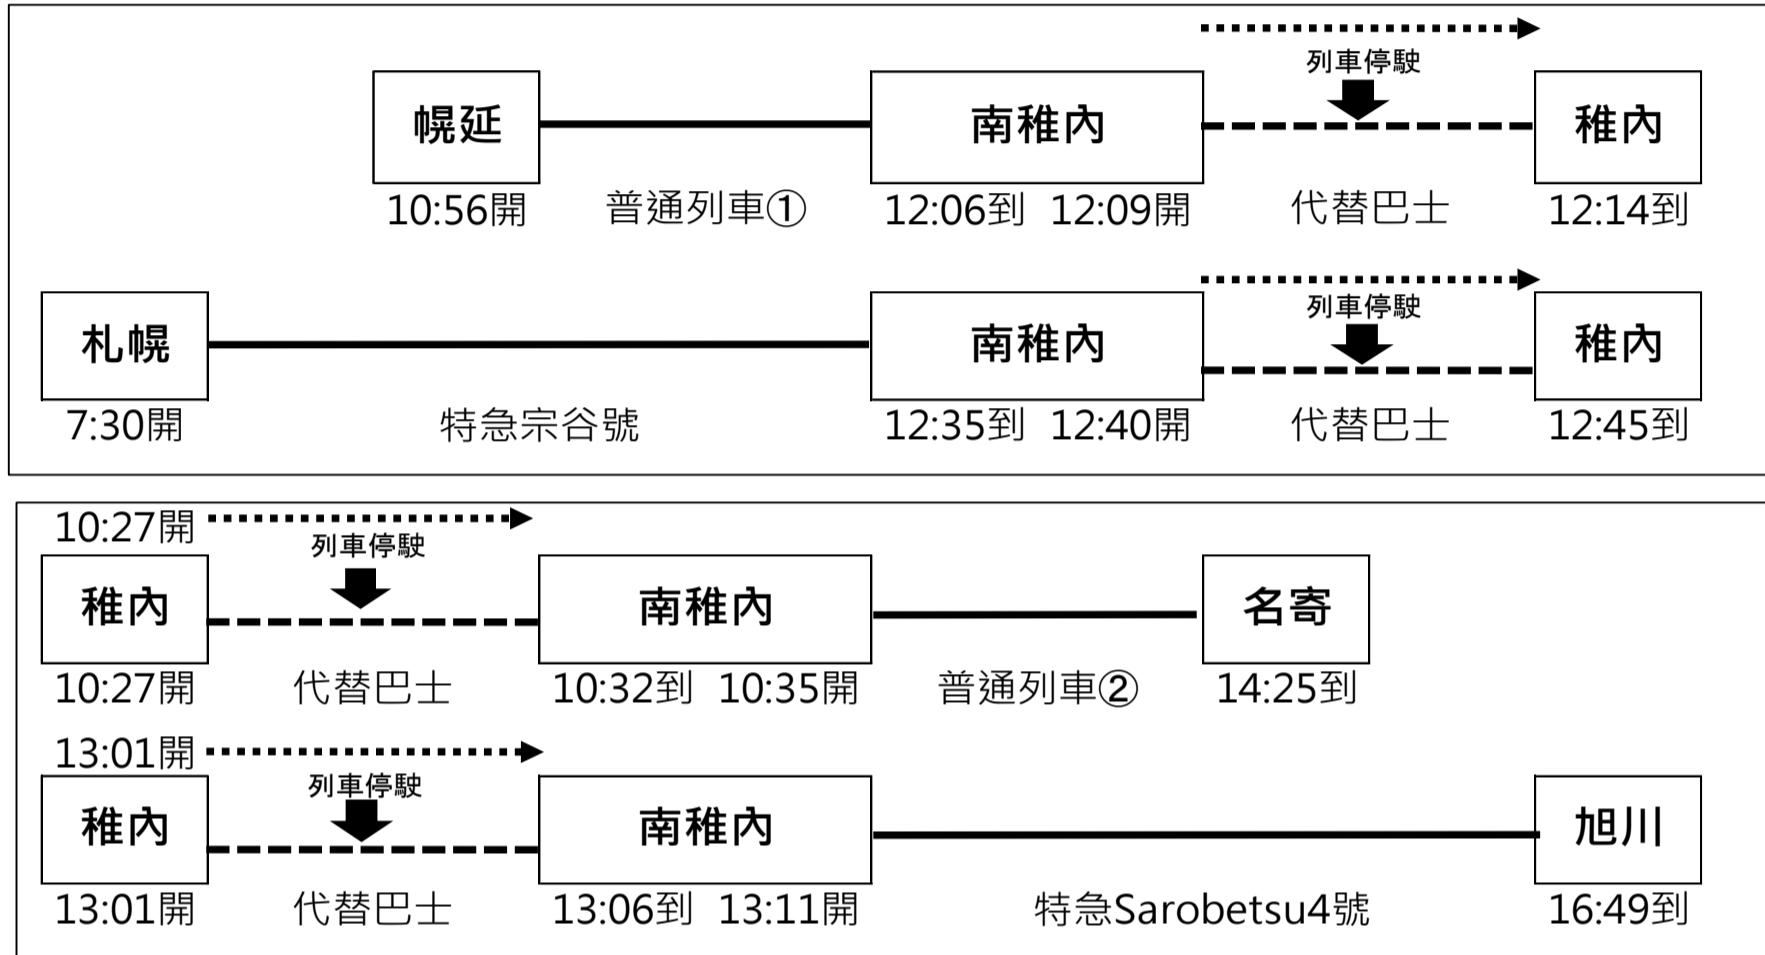 列車停駛
幌延 南稚內 稚內
10:56開 普通列車① 12:06到 12:09開 代替巴士 12:14到
列車停駛
札幌 南稚內 稚內
7:30開 特急宗谷號 12:35到 12:40開 代替巴士 12:45到
10:27開
列車停駛
稚內 南稚內 名寄
10:27開 代替巴士 10:32到 10:35開 普通列車② 14:25到
13:01開
列車停駛
稚內 南稚內 旭川
13:01開 代替巴士 13:06到 13:11開 特急Sarobetsu4號 16:49到